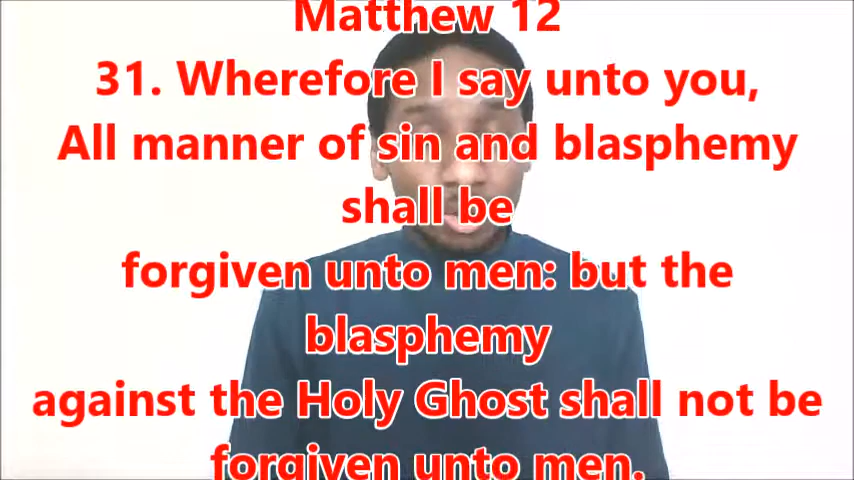 Matthew 12
31. Wherefore I say unto you,
All manner of sin and blasphemy
shall be
forgiven unto men: but the
blasphemy
against the Holy Ghost shall not be
forgiven unto men.